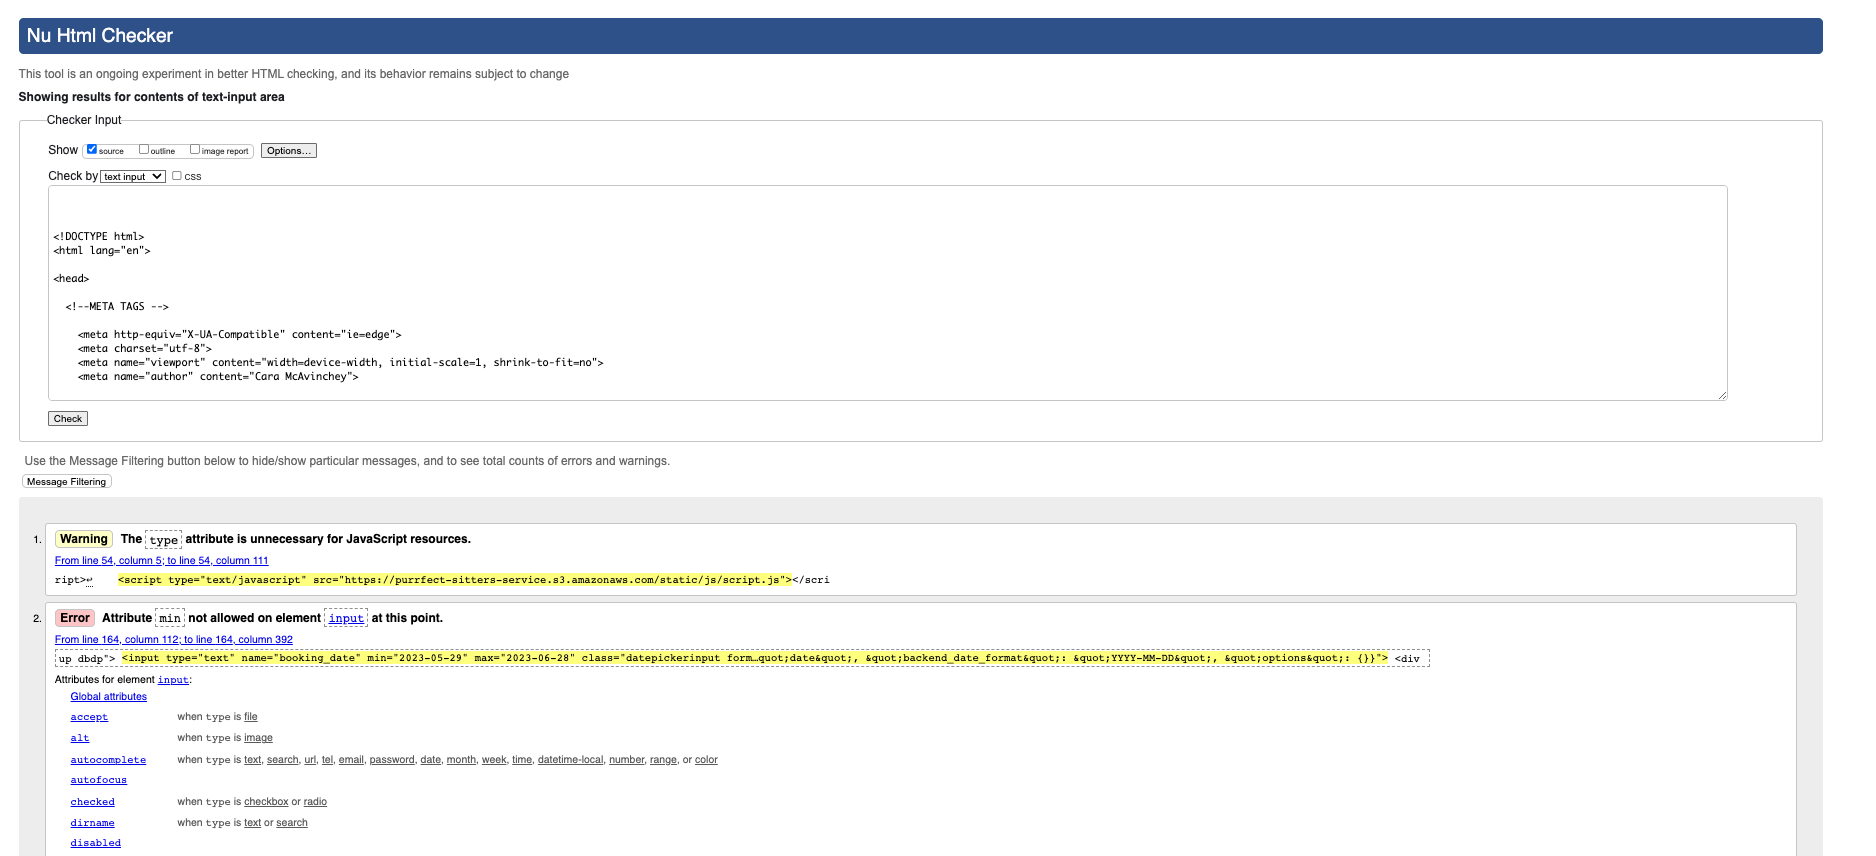 Nu Html Checker
This tool is an ongoing experiment in better HTML checking, and its behavior remains subject to change
Showing results for contents of text-input area
Checker Input
Show source outline image report Options...
Check by text input css
<!DOCTYPE html>
<html lang="en">
<head>
<!--META TAGS -->
<meta http-equiv="X-UA-Compatible" content="ie=edge">
<meta charset="utf-8">
<meta name="viewport" content="width=device-width, initial-scale=1, shrink-to-fit=no">
<meta name="author" content="Cara McAvinchey">
Check
Use the Message Filtering button below to hide/show particular messages, and to see total counts of errors and warnings.
Message Filtering
1. Warning The type attribute is unnecessary for JavaScript resources.
From line 54, column 5; to line 54, column 111
ript>↩ <script type="text/javascript" src="https://purrfect-sitters-service.s3.amazonaws.com/static/js/script.js"></scri
2. Error Attribute min not allowed on element input at this point.
From line 164, column 112; to line 164, column 392
up dbdp"> <input type="text" name="booking_date" min="2023-05-29" max="2023-06-28" class="datepickerinput form…quot;date&quot;, &quot;backend_date_format&quot;: &quot;YYYY-MM-DD&quot;, &quot;options&quot;: {}}"> <div
Attributes for element input:
Global attributes
accept when type is file
alt when type is image
autocomplete when type is text, search, url, tel, email, password, date, month, week, time, datetime-local, number, range, or color
autofocus
checked when type is checkbox or radio
dirname when type is text or search
disabled